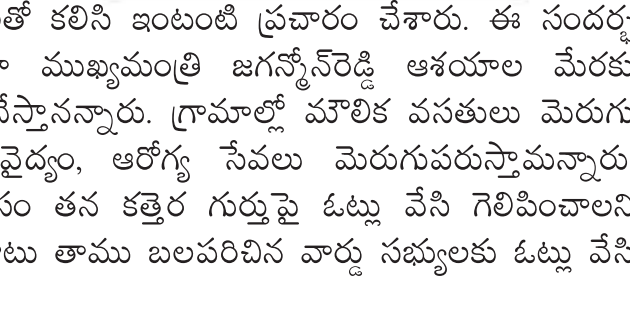 తో కలిసి ఇంటంటి ప్రచారం చేశారు. ఈ సందర్భ
ముఖ్యమంత్రి జగన్మోన్‌రెడ్డి ఆశయాల మేరకు
చేస్తానన్నారు. గ్రామాల్లో మౌలిక వసతులు మెరుగు
వైద్యం, ఆరోగ్య సేవలు మెరుగుపరుస్తామన్నారు
తన కత్తెర గుర్తుపై ఓట్లు వేసి గెలిపించాలని
తాము బలపరిచిన వార్డు సభ్యులకు ఓట్లు వేసి